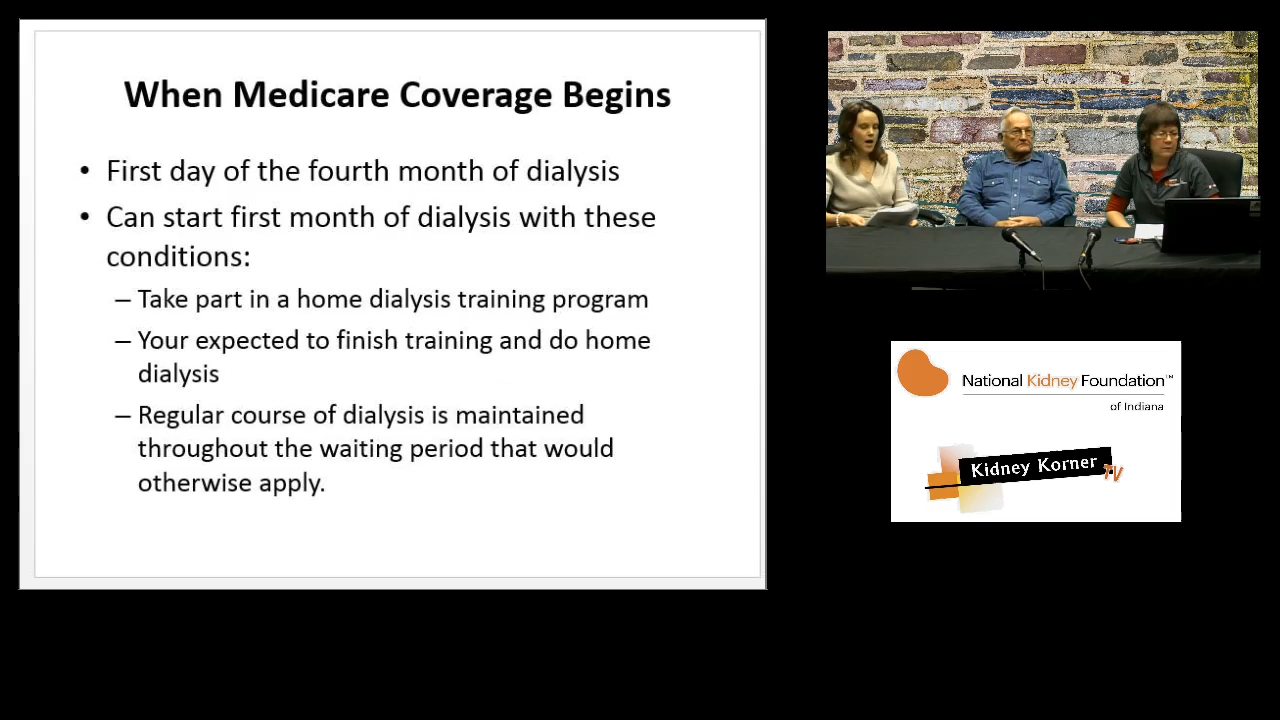 When Medicare Coverage Begins
• First day of the fourth month of dialysis
• Can start first month of dialysis with these
conditions:
– Take part in a home dialysis training program
– Your expected to finish training and do home
dialysis
– Regular course of dialysis is maintained
throughout the waiting period that would
otherwise apply.
National Kidney Foundation™
of Indiana
Kidney Korner TV